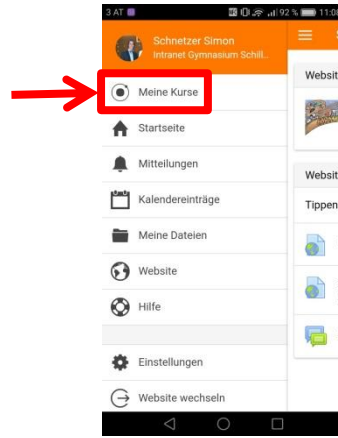 3 AT 92 % 11:0
Schnetzer Simon
Intranet Gymnasium Schill..
Meine Kurse
Startseite
Mitteilungen
Kalendereinträge
Meine Dateien
Website
Hilfe
Einstellungen
Website wechseln
Websit
Websit
Tippen